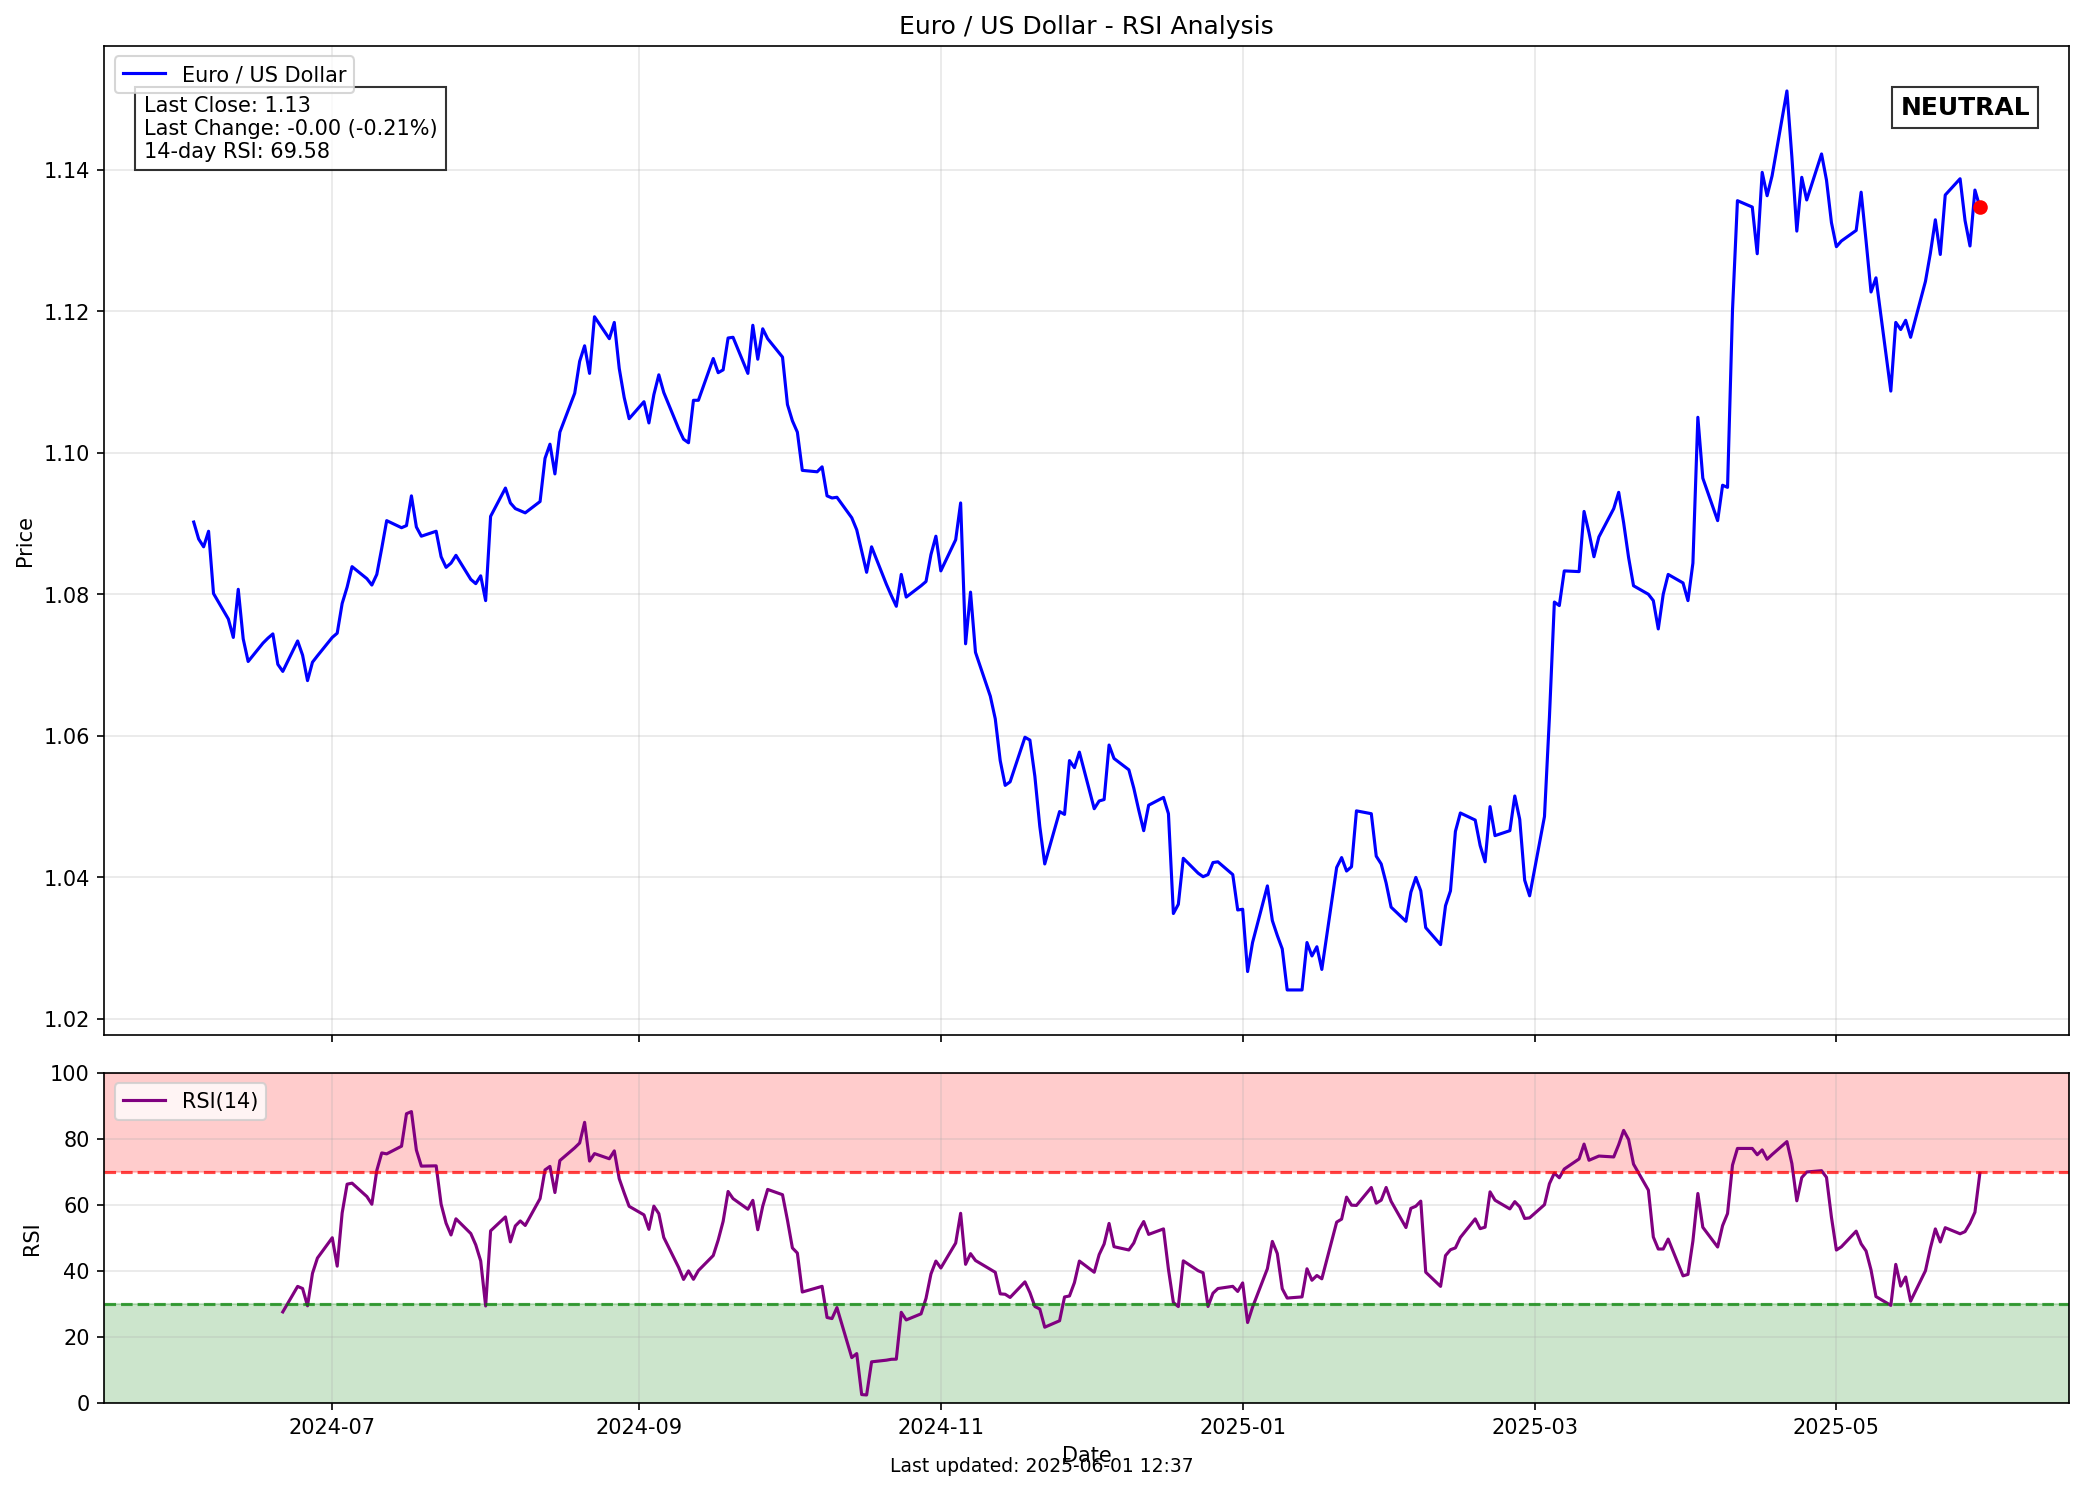 Euro / US Dollar - RSI Analysis
Euro / US Dollar
Last Close: 1.13
Last Change: -0.00 (-0.21%)
14-day RSI: 69.58
NEUTRAL
Price
1.14
1.12
1.10
1.08
1.06
1.04
1.02
RSI
RSI(14)
100
80
60
40
20
0
2024-07
2024-09
2024-11
2025-01
2025-03
2025-05
Date
Last updated: 2025-06-01 12:37